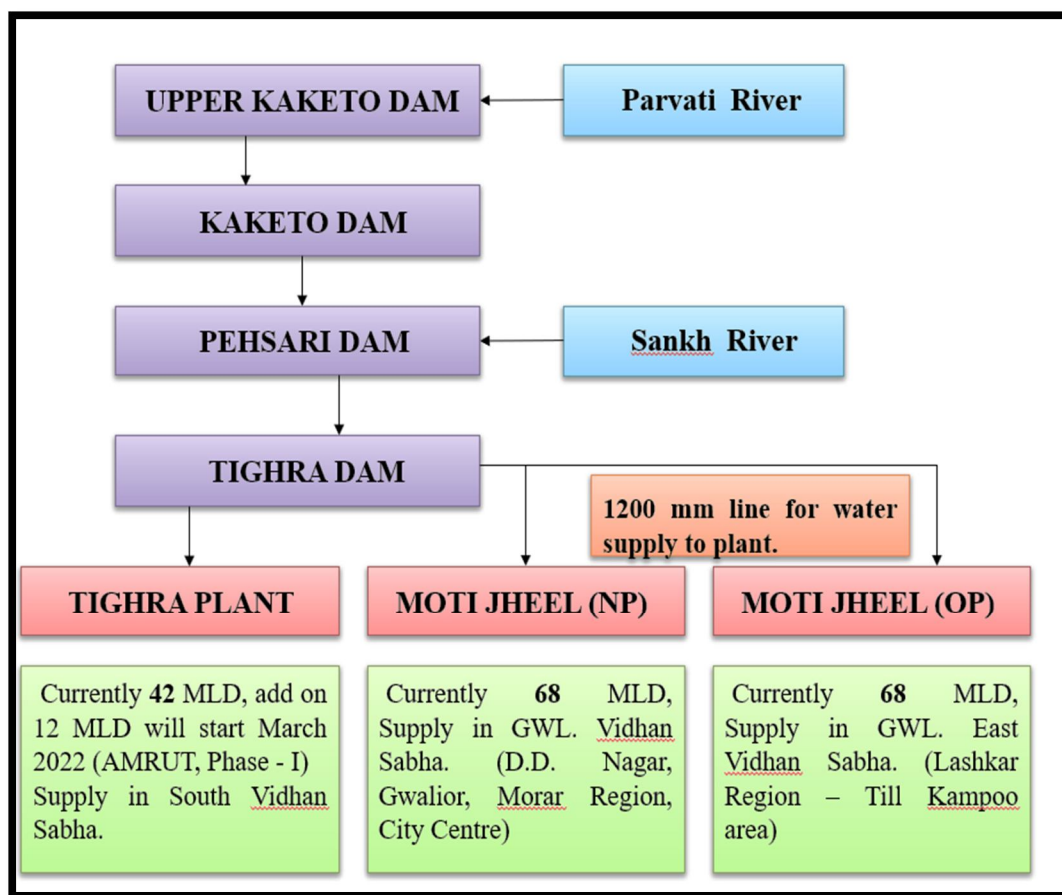 UPPER KAKETO DAM
Parvati River
KAKETO DAM
PEHSARI DAM
Sankh River
TIGHRA DAM
1200 mm line for water
supply to plant.
TIGHRA PLANT
MOTI JHEEL (NP)
MOTI JHEEL (OP)
Currently 42 MLD, add on
12 MLD will start March
2022 (AMRUT, Phase - I)
Supply in South Vidhan
Sabha.
Currently 68 MLD,
Supply in GWL. Vidhan
Sabha. (D.D. Nagar,
Gwalior, Morar Region,
City Centre)
Currently 68 MLD,
Supply in GWL. East
Vidhan Sabha. (Lashkar
Region – Till Kampoo
area)